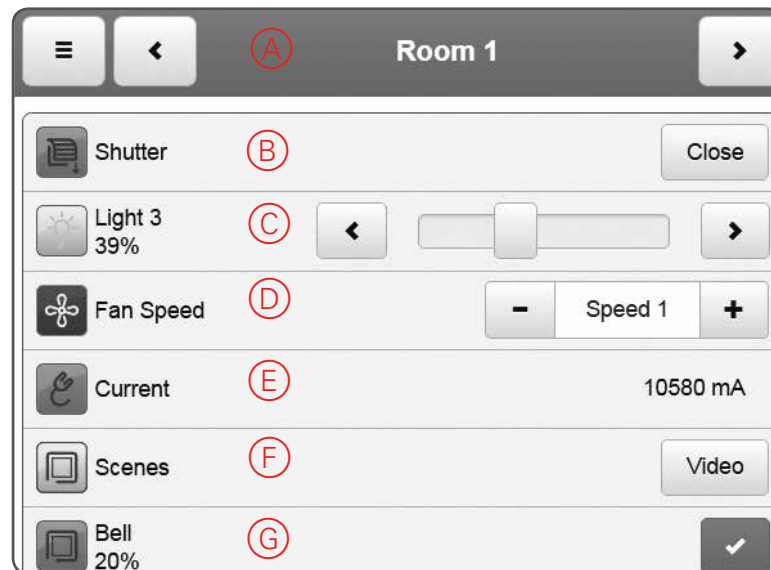 A Room 1
Shutter B Close
Light 3
39% C
Fan Speed D − Speed 1 +
Current E 10580 mA
Scenes F Video
Bell
20% G